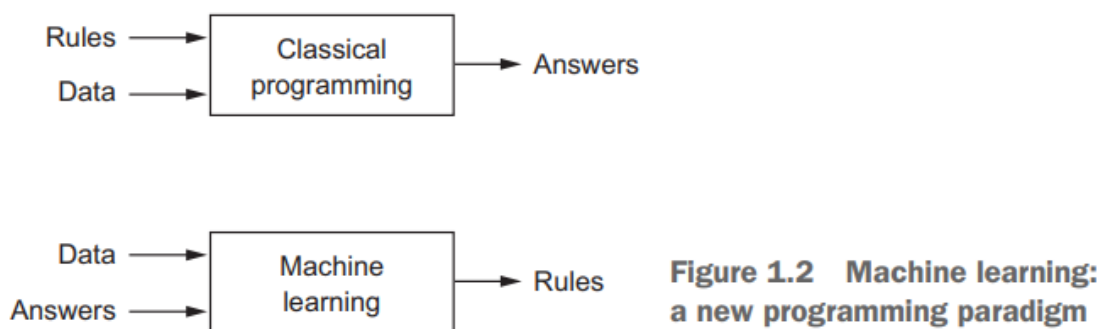 Rules
Data
Classical
programming
Answers
Data
Answers
Machine
learning
Rules
Figure 1.2 Machine learning:
a new programming paradigm